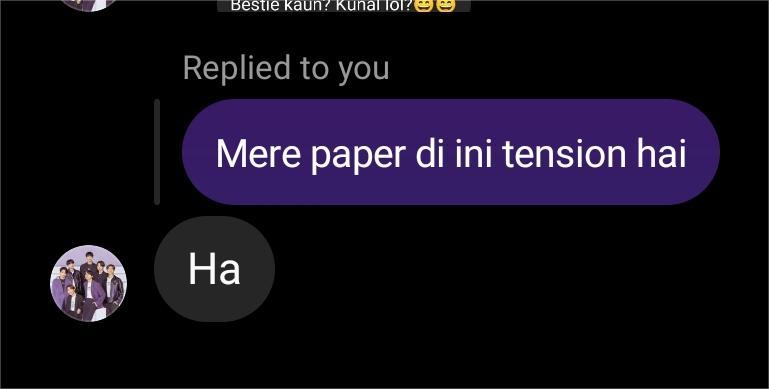 Bestie kaun? Kunal lol?😄😄
Replied to you
Mere paper di ini tension hai
Ha